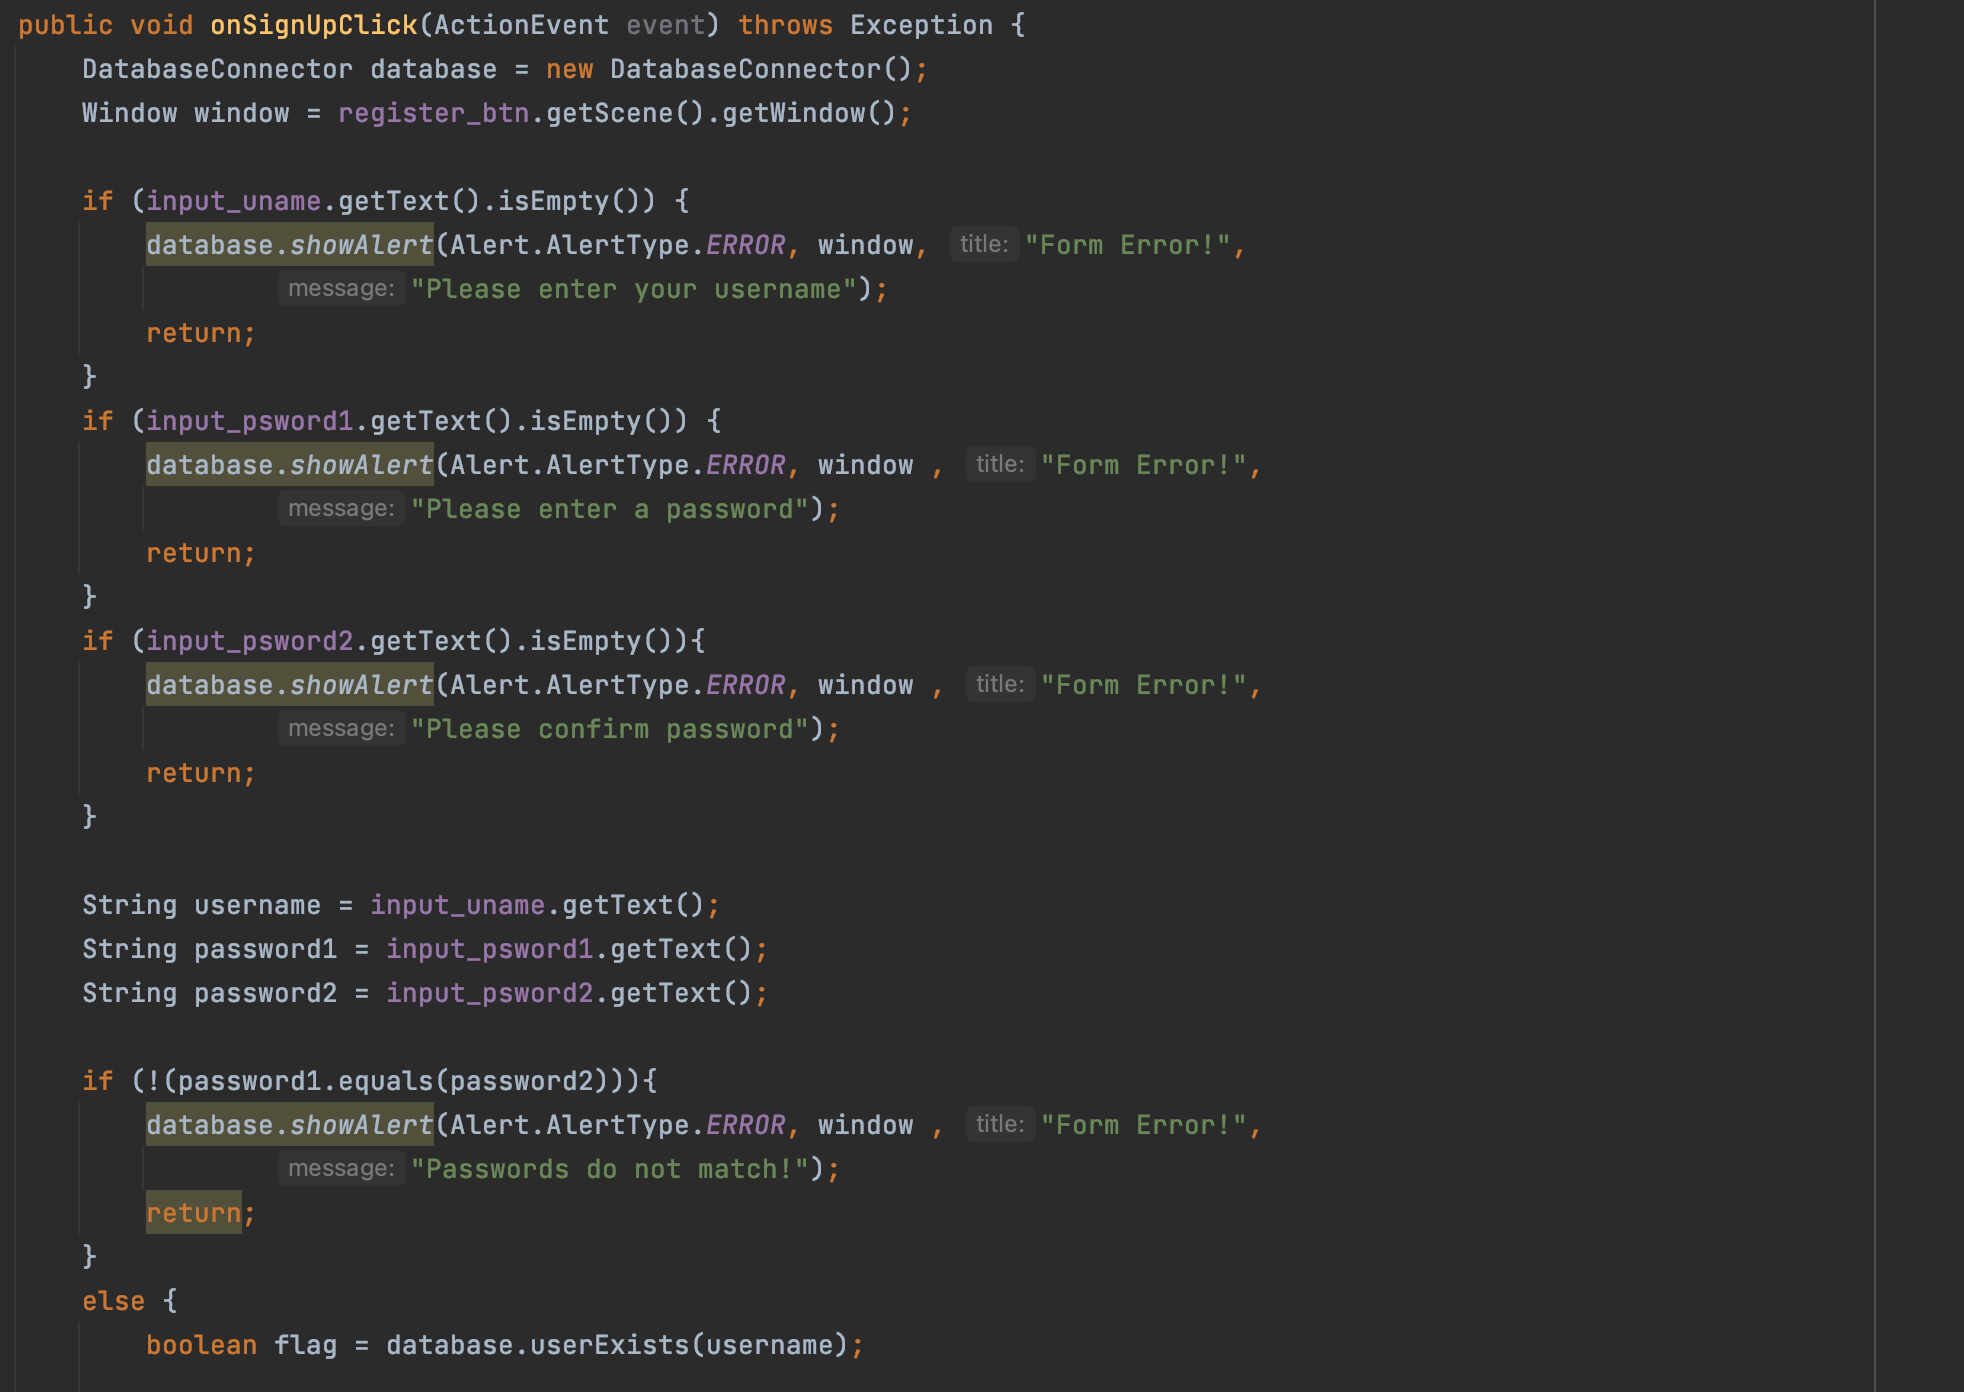 public void onSignUpClick(ActionEvent event) throws Exception {
    DatabaseConnector database = new DatabaseConnector();
    Window window = register_btn.getScene().getWindow();

    if (input_uname.getText().isEmpty()) {
        database.showAlert(Alert.AlertType.ERROR, window, title: "Form Error!",
                message: "Please enter your username");
        return;
    }
    if (input_psword1.getText().isEmpty()) {
        database.showAlert(Alert.AlertType.ERROR, window , title: "Form Error!",
                message: "Please enter a password");
        return;
    }
    if (input_psword2.getText().isEmpty()){
        database.showAlert(Alert.AlertType.ERROR, window , title: "Form Error!",
                message: "Please confirm password");
        return;
    }

    String username = input_uname.getText();
    String password1 = input_psword1.getText();
    String password2 = input_psword2.getText();

    if (!(password1.equals(password2))){
        database.showAlert(Alert.AlertType.ERROR, window , title: "Form Error!",
                message: "Passwords do not match!");
        return;
    }
    else {
        boolean flag = database.userExists(username);